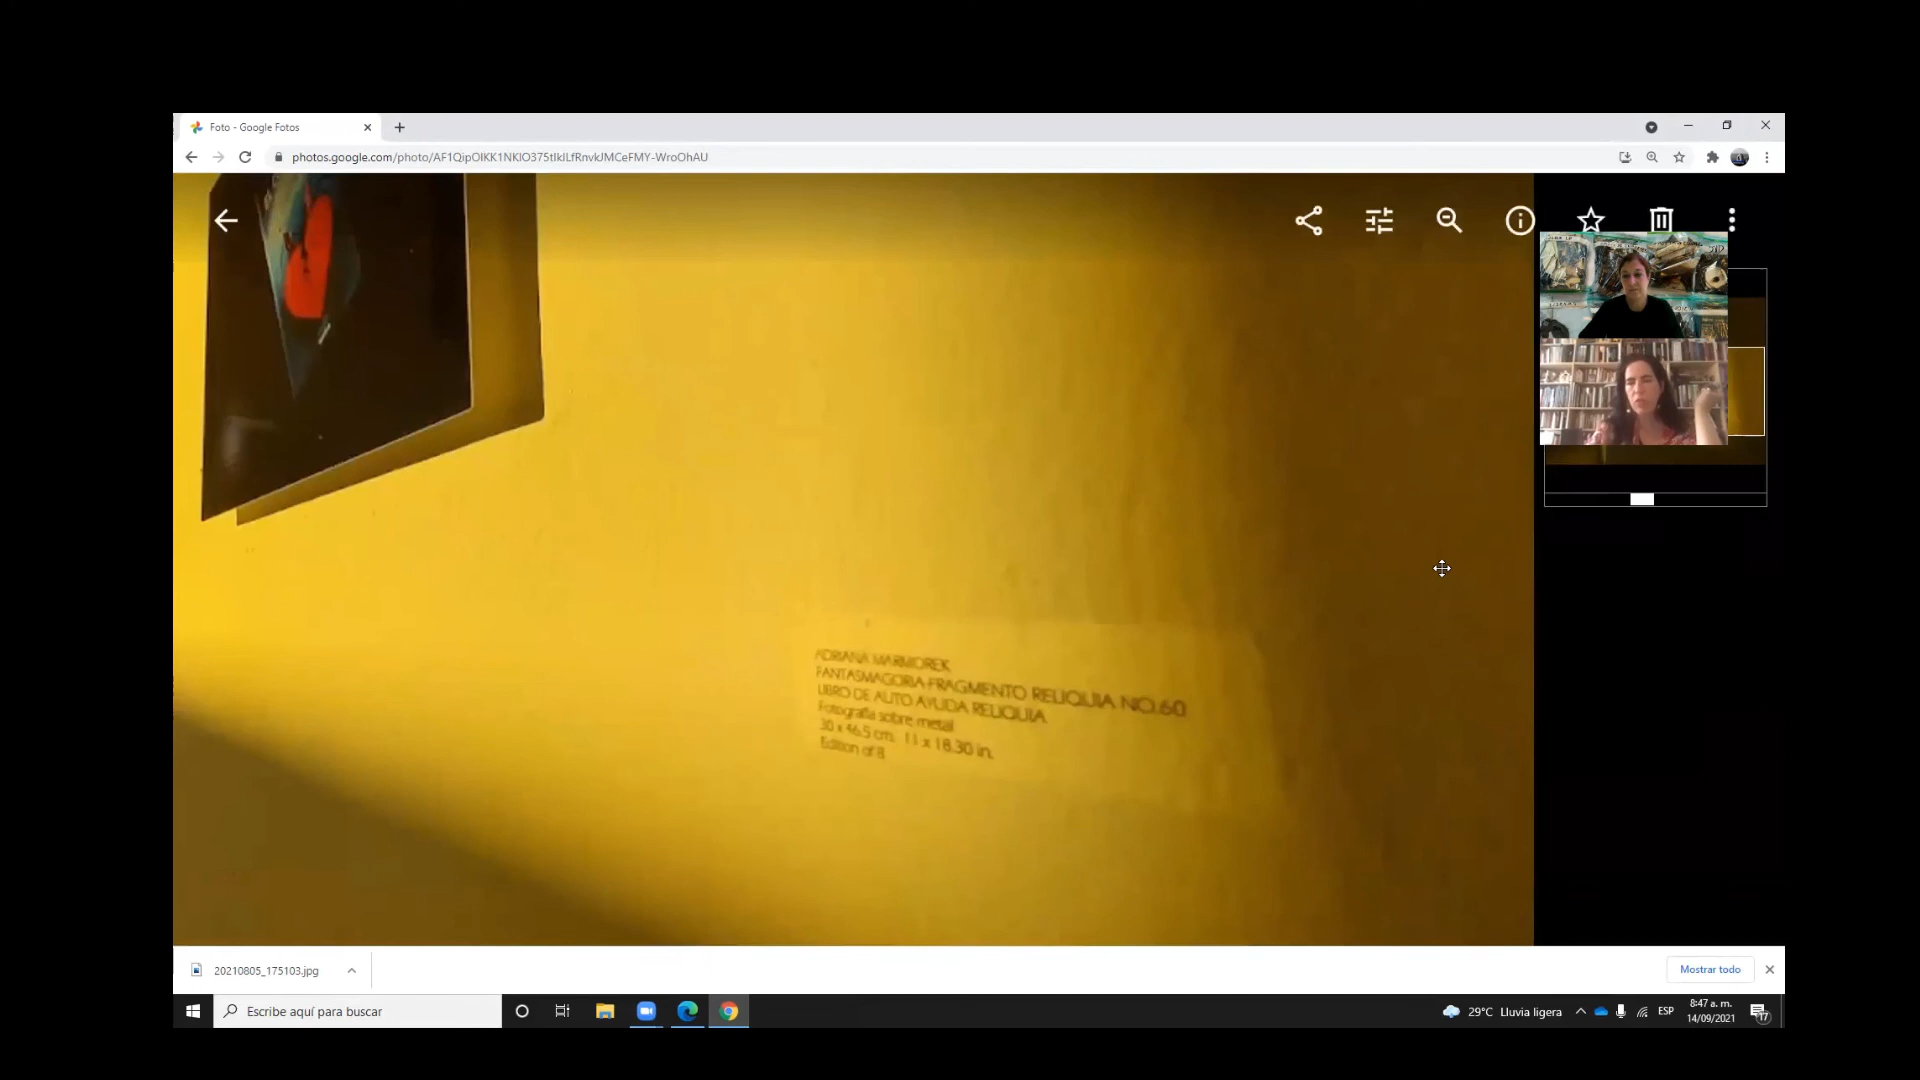 Foto - Google Fotos
photos.google.com/photo/AF1QipOIKK1NKIO375tIkILfRnvkJMCeFMY-WroOhAU
ADRIANA MARMOREK
FANTASMAGORIA-FRAGMENTO RELIQUIA NO.60
LIBRO DE AUTO AYUDA RELIQUIA
Fotografía sobre metal
30 x 46.5 cm. 11 x 18.30 in.
Edition of 8
20210805_175103.jpg
Mostrar todo
Escribe aquí para buscar
29°C Lluvia ligera
ESP
8:47 a. m.
14/09/2021
17